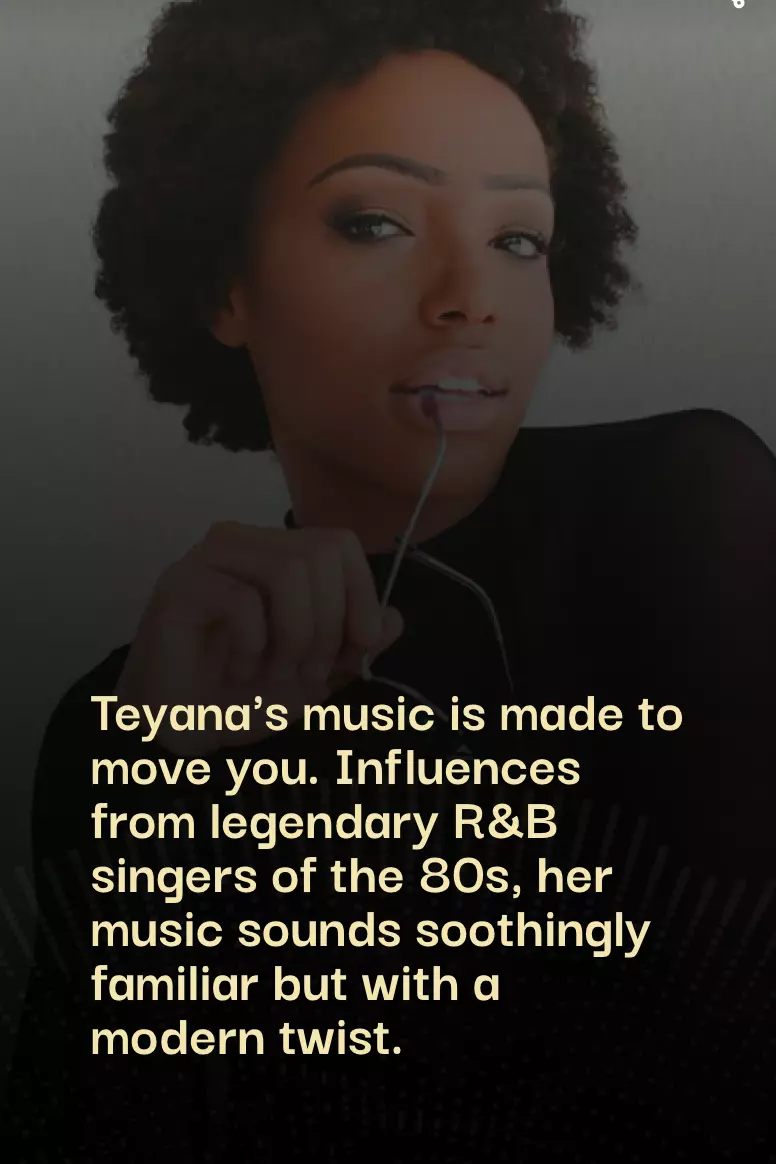 Teyana’s music is made to
move you. Influences
from legendary R&B
singers of the 80s, her
music sounds soothingly
familiar but with a
modern twist.